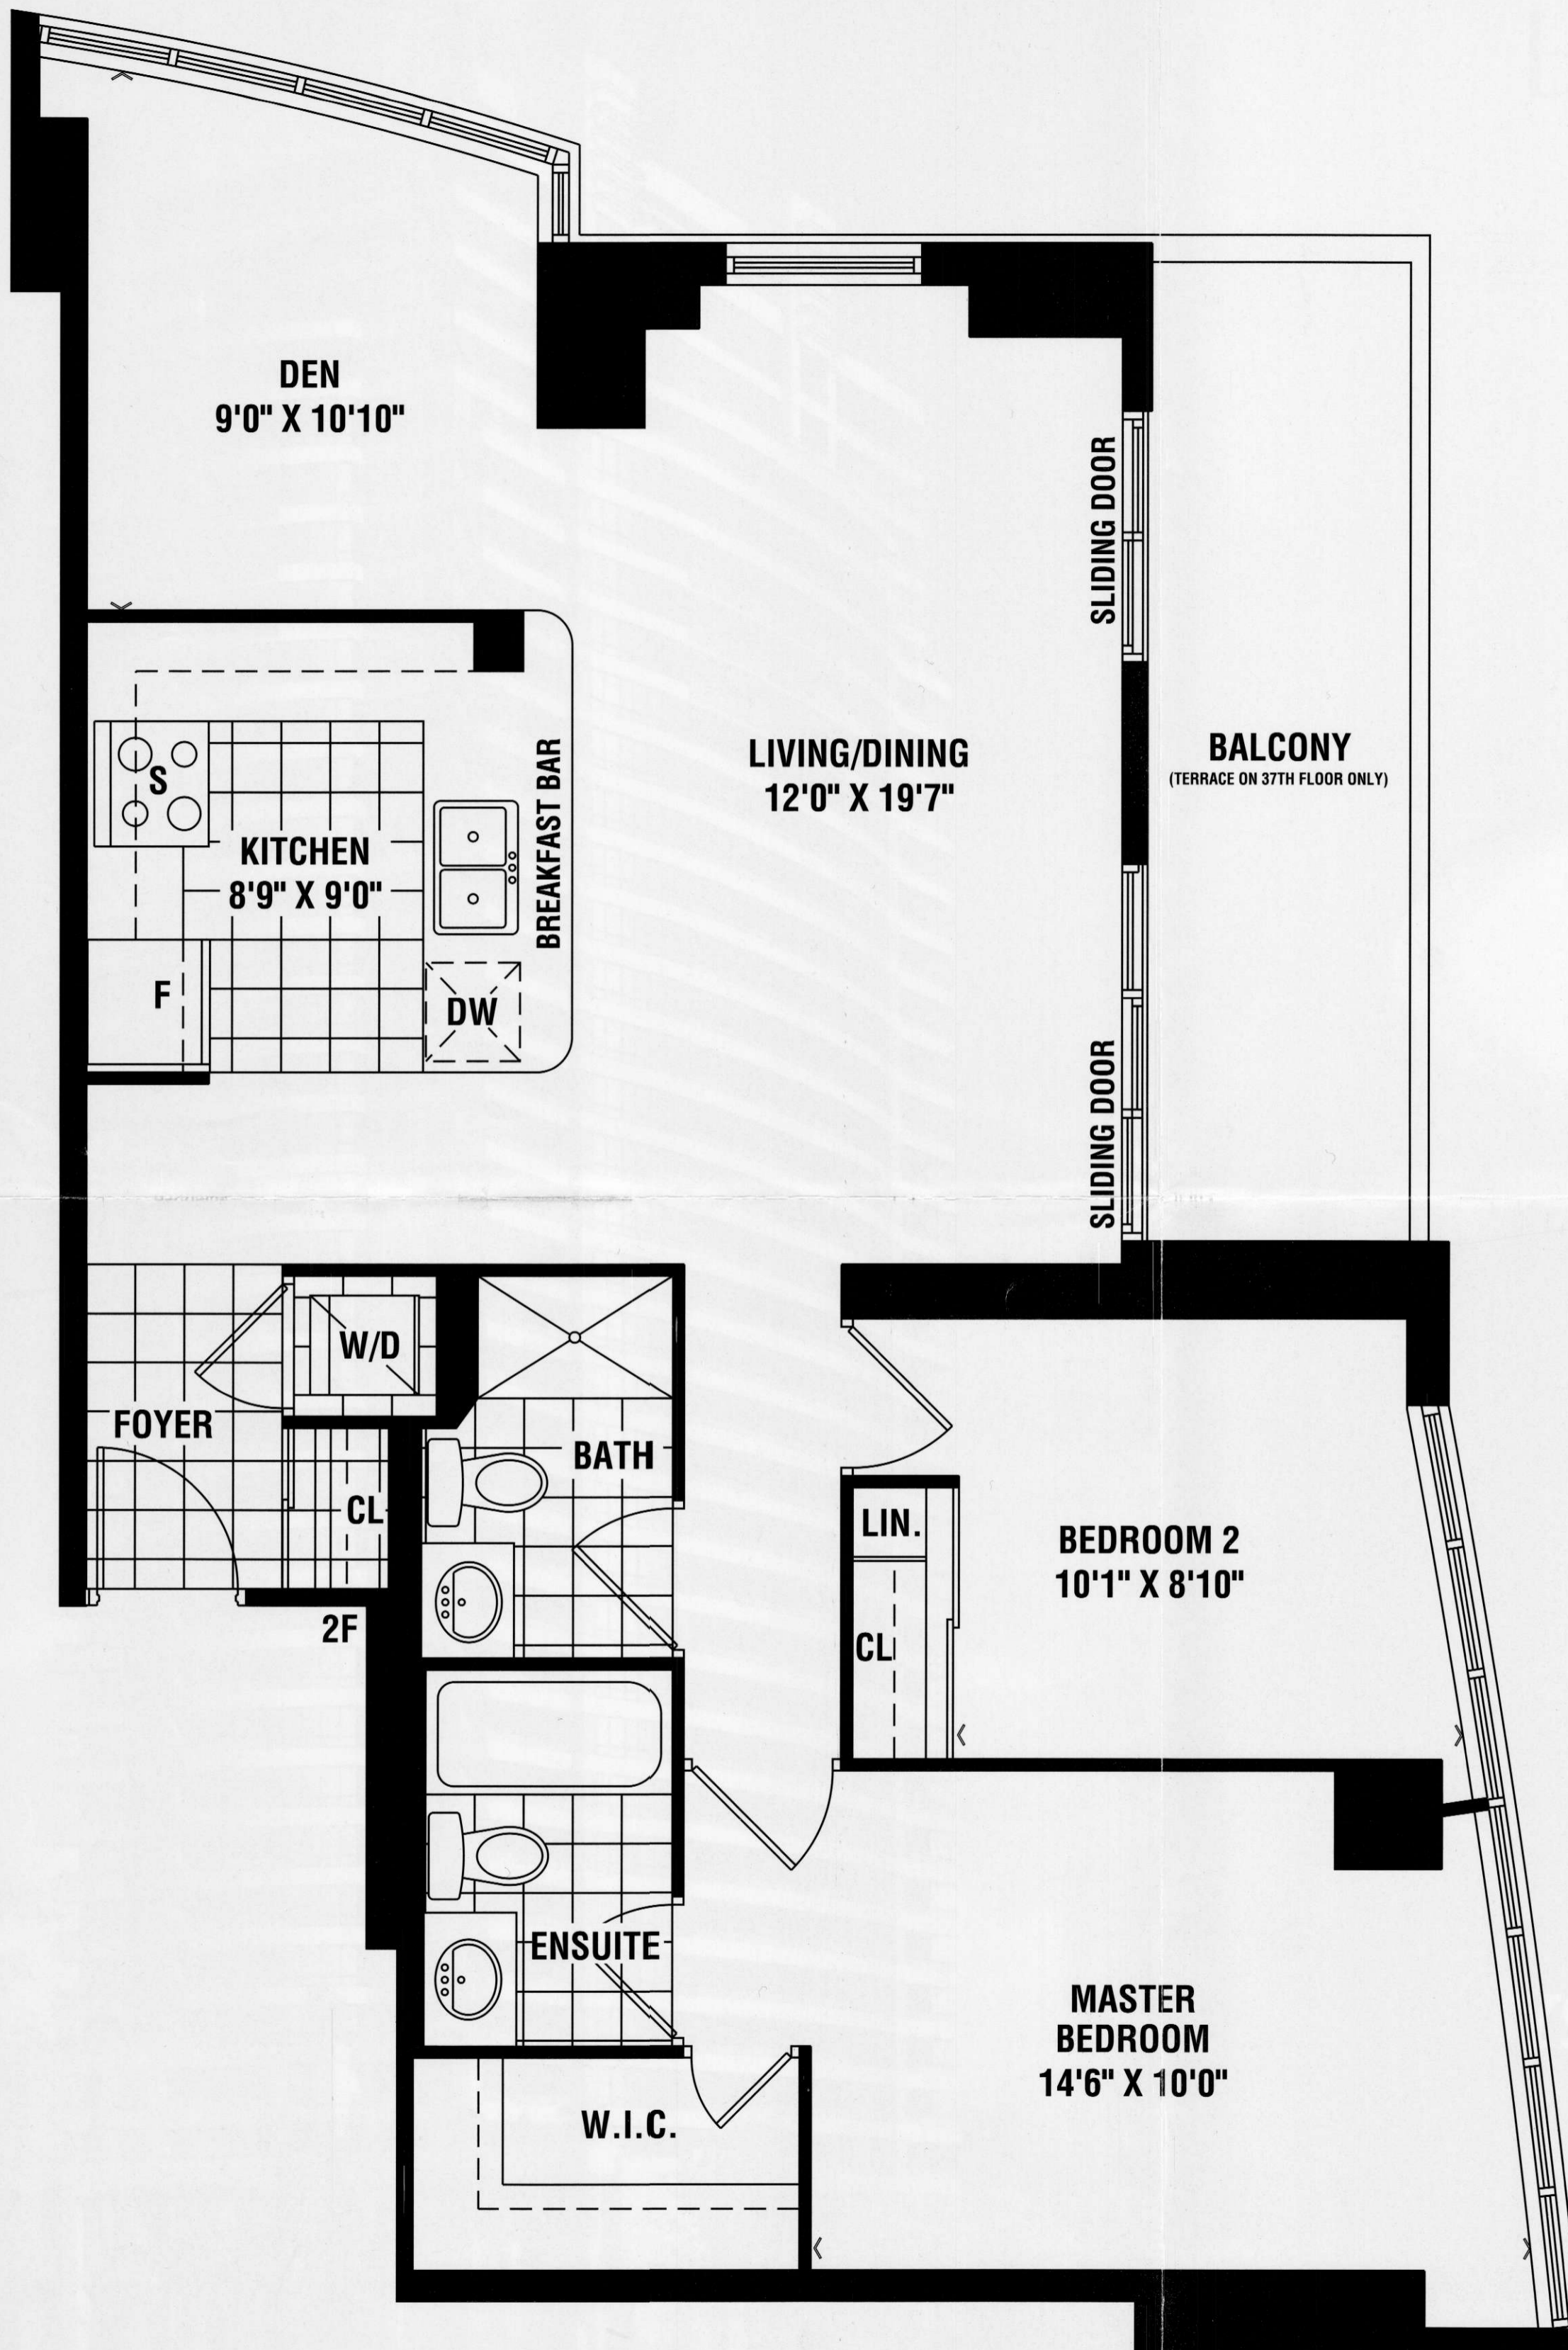 DEN
9'0" X 10'10"
SLIDING DOOR
LIVING/DINING
12'0" X 19'7"
BALCONY
(TERRACE ON 37TH FLOOR ONLY)
S
KITCHEN
8'9" X 9'0"
BREAKFAST BAR
F
DW
SLIDING DOOR
W/D
FOYER
BATH
CL
LIN.
BEDROOM 2
10'1" X 8'10"
2F
CL
ENSUITE
MASTER
BEDROOM
14'6" X 10'0"
W.I.C.